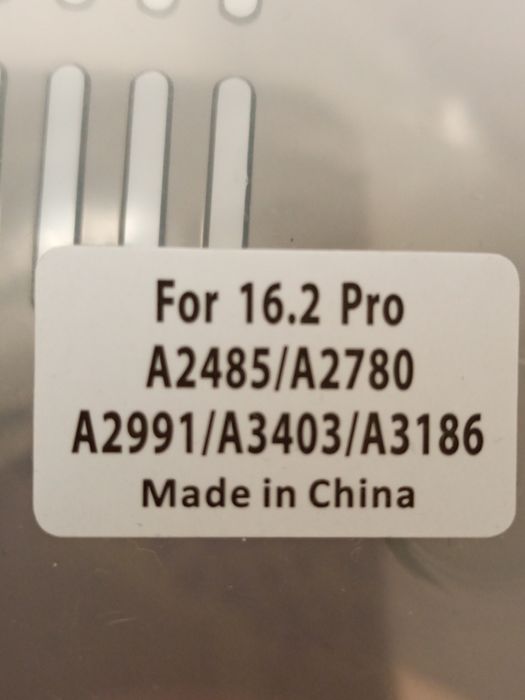 For 16.2 Pro
A2485/A2780
A2991/A3403/A3186
Made in China